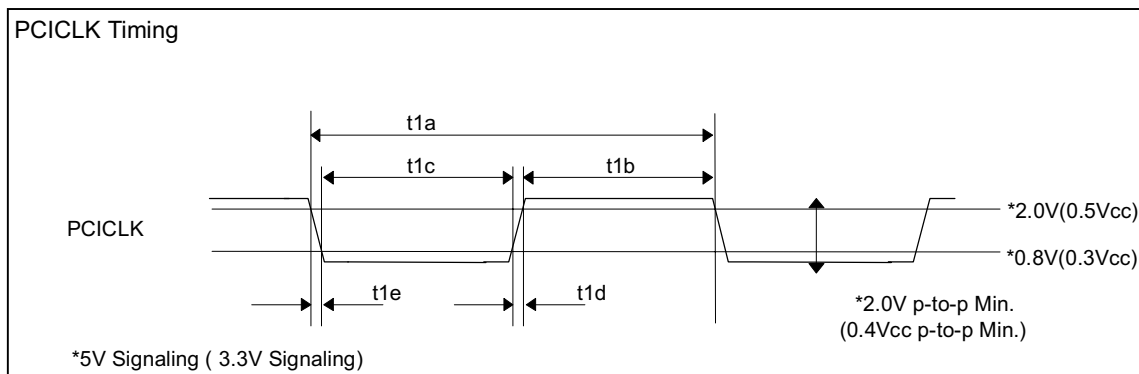 PCICLK Timing
t1a
t1c
t1b
PCICLK
*2.0V(0.5Vcc)
*0.8V(0.3Vcc)
t1e
t1d
*2.0V p-to-p Min.
(0.4Vcc p-to-p Min.)
*5V Signaling ( 3.3V Signaling)